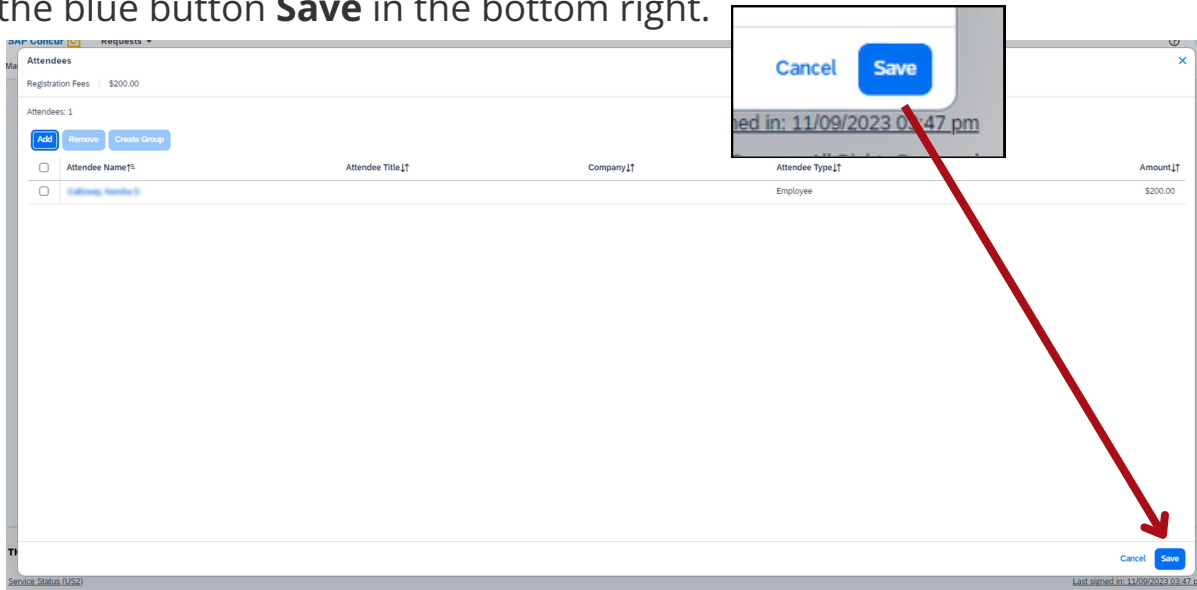 the blue button Save in the bottom right.
SAP Concur C Requests
Ma
Attendees
Registration Fees $200.00
Attendees: 1
Add Remove Create Group
Attendee Name Attendee Title Company Attendee Type Amount
Employee $200.00
Cancel Save
ned in: 11/09/2023 03:47 pm
Cancel Save
TH
Service Status (US2) Last signed in: 11/09/2023 03:47 p